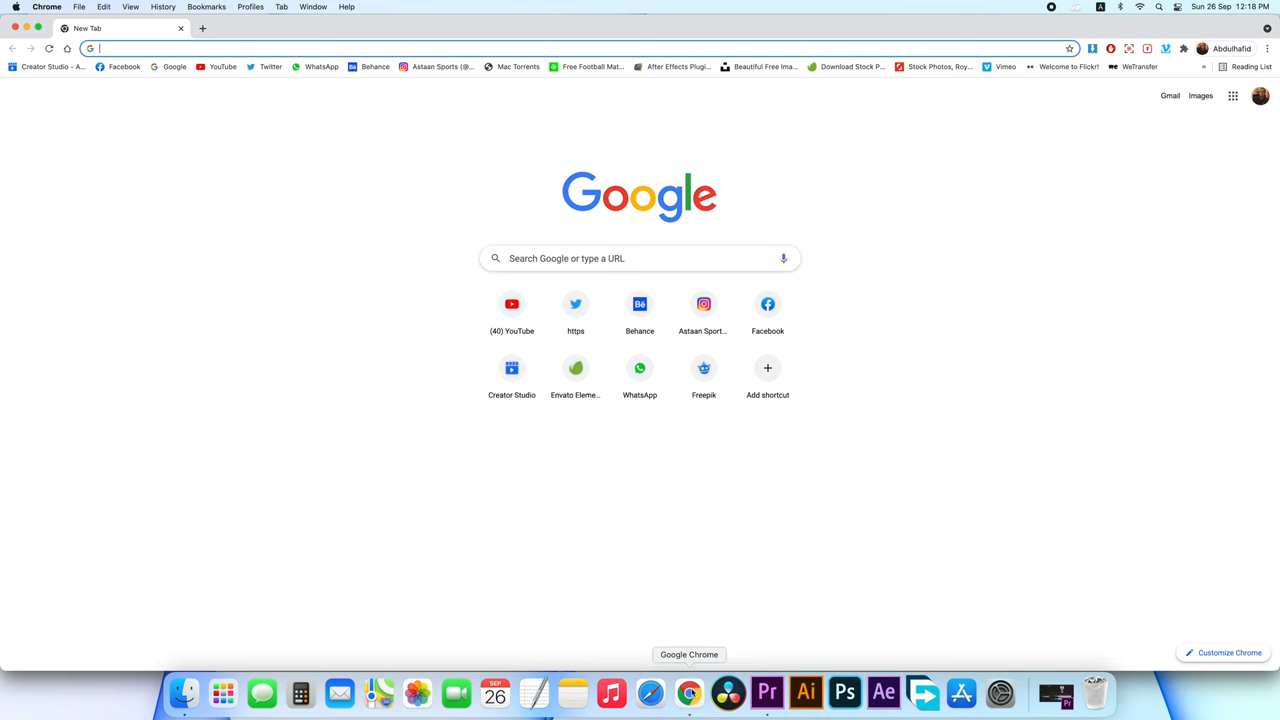 Chrome File Edit View History Bookmarks Profiles Tab Window Help A Sun 26 Sep 12:18 PM
New Tab
Abdulhafid
Creator Studio - A... Facebook Google YouTube Twitter WhatsApp Behance Astaan Sports (@... Mac Torrents Free Football Mat... After Effects Plugi... Beautiful Free Ima... Download Stock P... Stock Photos, Roy... Vimeo Welcome to Flickr! WeTransfer » Reading List
Gmail Images
Google
Search Google or type a URL
(40) YouTube https Behance Astaan Sport... Facebook
Creator Studio Envato Eleme... WhatsApp Freepik Add shortcut
Customize Chrome
Google Chrome
SEP
26 Pr Ai Ps Ae